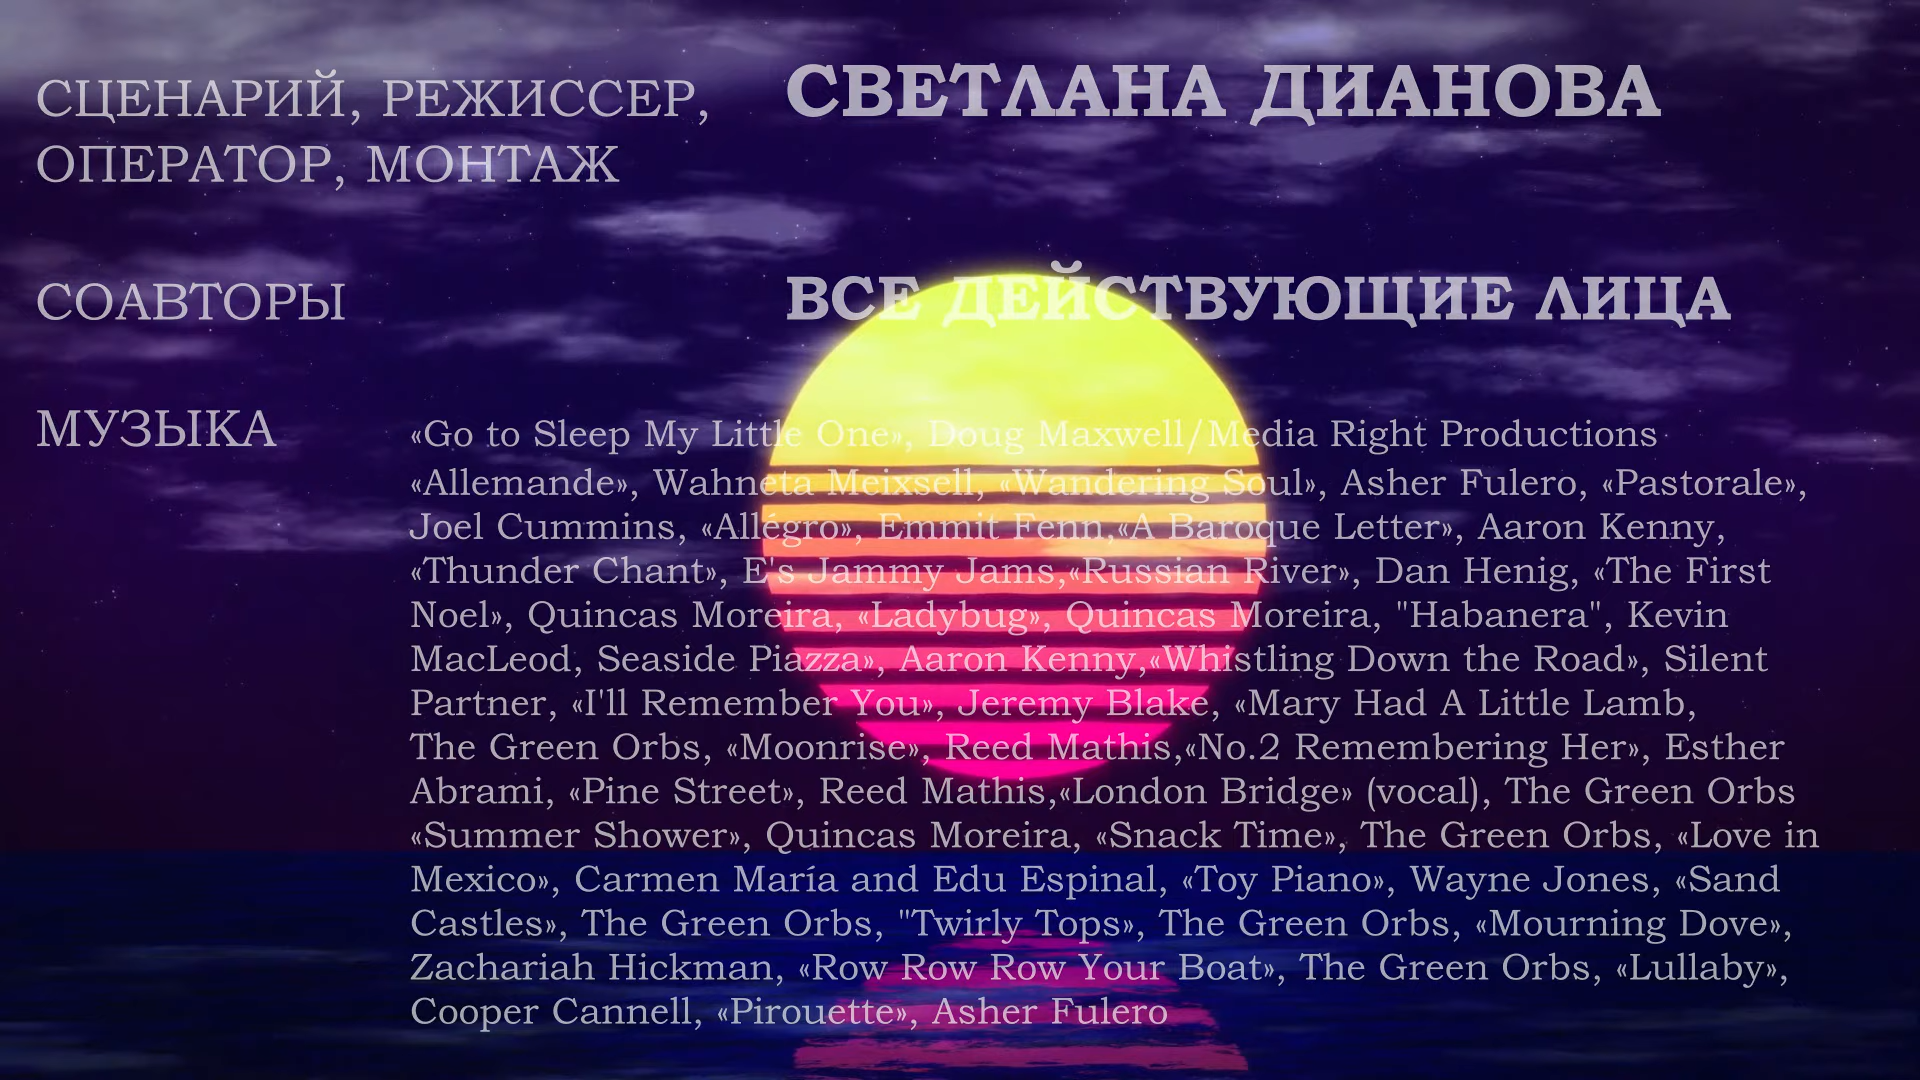 СЦЕНАРИЙ, РЕЖИССЕР, СВЕТЛАНА ДИАНОВА
ОПЕРАТОР, МОНТАЖ
СОАВТОРЫ ВСЕ ДЕЙСТВУЮЩИЕ ЛИЦА
МУЗЫКА «Go to Sleep My Little One», Doug Maxwell/Media Right Productions
«Allemande», Wahneta Meixsell, «Wandering Soul», Asher Fulero, «Pastorale»,
Joel Cummins, «Allégro», Emmit Fenn,«A Baroque Letter», Aaron Kenny,
«Thunder Chant», E's Jammy Jams,«Russian River», Dan Henig, «The First
Noel», Quincas Moreira, «Ladybug», Quincas Moreira, "Habanera", Kevin
MacLeod, Seaside Piazza», Aaron Kenny,«Whistling Down the Road», Silent
Partner, «I'll Remember You», Jeremy Blake, «Mary Had A Little Lamb,
The Green Orbs, «Moonrise», Reed Mathis,«No.2 Remembering Her», Esther
Abrami, «Pine Street», Reed Mathis,«London Bridge» (vocal), The Green Orbs
«Summer Shower», Quincas Moreira, «Snack Time», The Green Orbs, «Love in
Mexico», Carmen María and Edu Espinal, «Toy Piano», Wayne Jones, «Sand
Castles», The Green Orbs, "Twirly Tops», The Green Orbs, «Mourning Dove»,
Zachariah Hickman, «Row Row Row Your Boat», The Green Orbs, «Lullaby»,
Cooper Cannell, «Pirouette», Asher Fulero